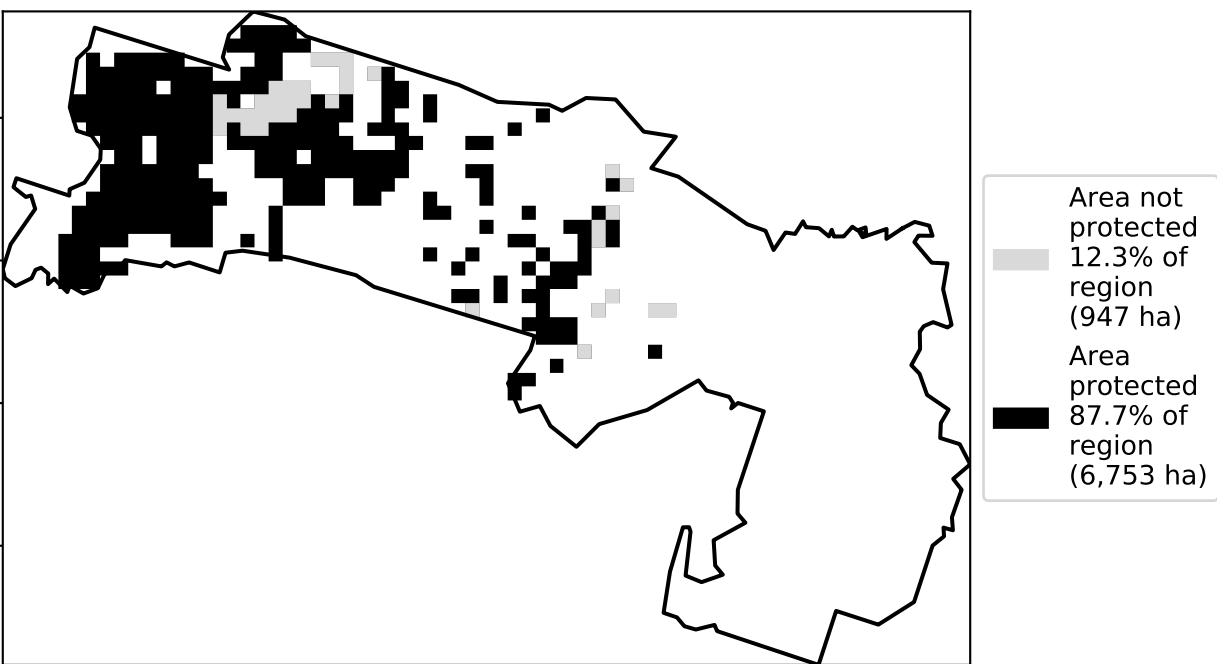 Area not
protected
12.3% of
region
(947 ha)
Area
protected
87.7% of
region
(6,753 ha)